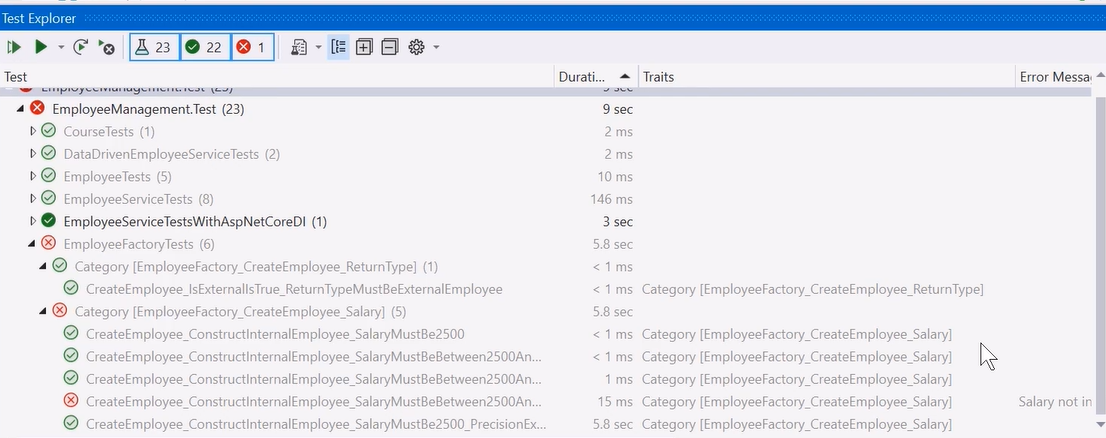 Test Explorer
23 22 1
Test Durati... Traits Error Messa
EmployeeManagement.Test (23) 9 sec
EmployeeManagement.Test (23) 9 sec
CourseTests (1) 2 ms
DataDrivenEmployeeServiceTests (2) 2 ms
EmployeeTests (5) 10 ms
EmployeeServiceTests (8) 146 ms
EmployeeServiceTestsWithAspNetCoreDI (1) 3 sec
EmployeeFactoryTests (6) 5.8 sec
Category [EmployeeFactory_CreateEmployee_ReturnType] (1) < 1 ms
CreateEmployee_IsExternalIsTrue_ReturnTypeMustBeExternalEmployee < 1 ms Category [EmployeeFactory_CreateEmployee_ReturnType]
Category [EmployeeFactory_CreateEmployee_Salary] (5) 5.8 sec
CreateEmployee_ConstructInternalEmployee_SalaryMustBe2500 < 1 ms Category [EmployeeFactory_CreateEmployee_Salary]
CreateEmployee_ConstructInternalEmployee_SalaryMustBeBetween2500An... < 1 ms Category [EmployeeFactory_CreateEmployee_Salary]
CreateEmployee_ConstructInternalEmployee_SalaryMustBeBetween2500An... 1 ms Category [EmployeeFactory_CreateEmployee_Salary]
CreateEmployee_ConstructInternalEmployee_SalaryMustBeBetween2500An... 15 ms Category [EmployeeFactory_CreateEmployee_Salary] Salary not in
CreateEmployee_ConstructInternalEmployee_SalaryMustBe2500_PrecisionEx... 5.8 sec Category [EmployeeFactory_CreateEmployee_Salary]